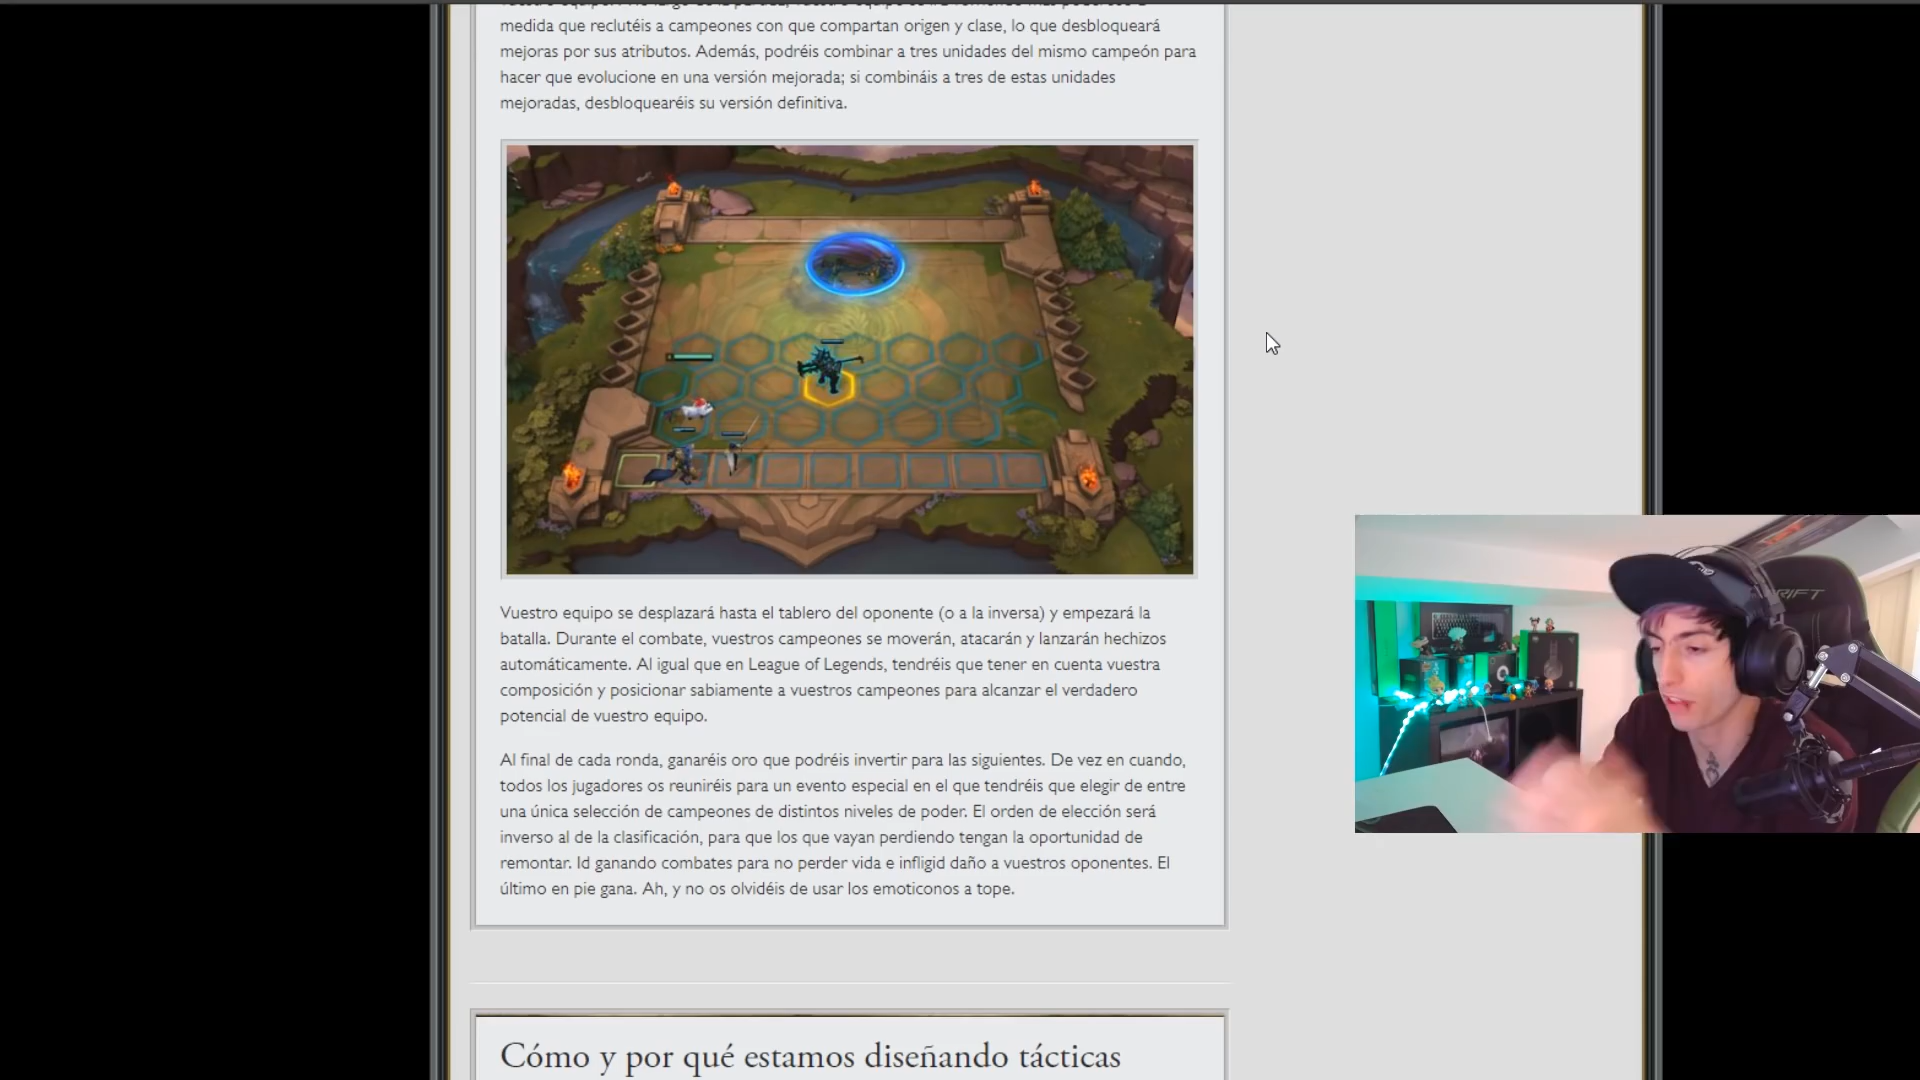 medida que reclutéis a campeones con que compartan origen y clase, lo que desbloqueará
mejoras por sus atributos. Además, podréis combinar a tres unidades del mismo campeón para
hacer que evolucione en una versión mejorada; si combináis a tres de estas unidades
mejoradas, desbloquearéis su versión definitiva.
Vuestro equipo se desplazará hasta el tablero del oponente (o a la inversa) y empezará la
batalla. Durante el combate, vuestros campeones se moverán, atacarán y lanzarán hechizos
automáticamente. Al igual que en League of Legends, tendréis que tener en cuenta vuestra
composición y posicionar sabiamente a vuestros campeones para alcanzar el verdadero
potencial de vuestro equipo.
Al final de cada ronda, ganaréis oro que podréis invertir para las siguientes. De vez en cuando,
todos los jugadores os reuniréis para un evento especial en el que tendréis que elegir de entre
una única selección de campeones de distintos niveles de poder. El orden de elección será
inverso al de la clasificación, para que los que vayan perdiendo tengan la oportunidad de
remontar. Id ganando combates para no perder vida e infligid daño a vuestros oponentes. El
último en pie gana. Ah, y no os olvidéis de usar los emoticonos a tope.
RIFT
Cómo y por qué estamos diseñando tácticas